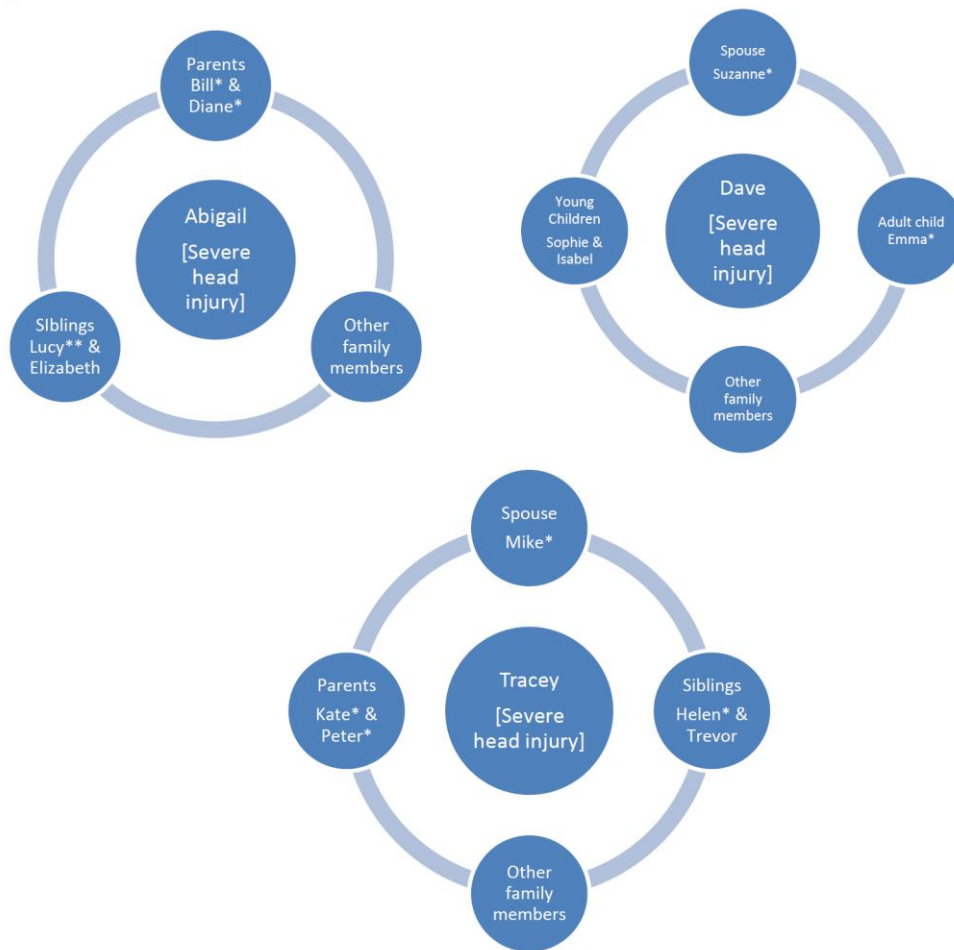 Parents
Bill* &
Diane*
Abigail
[Severe
head
injury]
SIblings
Lucy** &
Elizabeth
Other
family
members
Spouse
Suzanne*
Young
Children
Sophie &
Isabel
Dave
[Severe
head
injury]
Adult child
Emma*
Other
family
members
Spouse
Mike*
Parents
Kate* &
Peter*
Tracey
[Severe
head injury]
Siblings
Helen* &
Trevor
Other
family
members